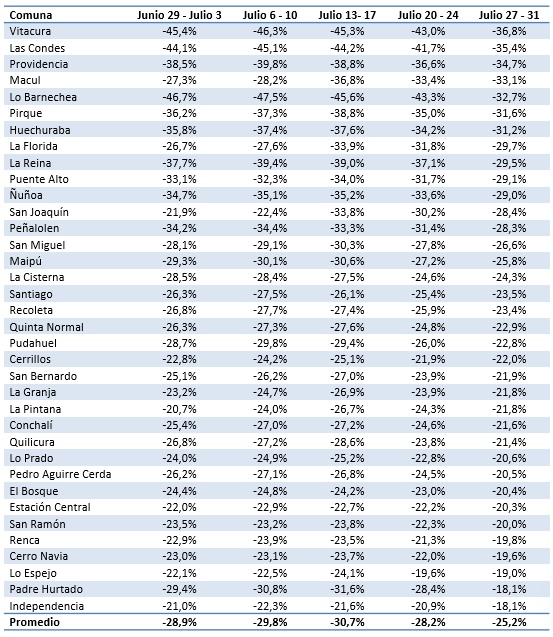 Comuna Junio 29 - Julio 3 Julio 6 - 10 Julio 13- 17 Julio 20 - 24 Julio 27 - 31
Vitacura -45,4% -46,3% -45,3% -43,0% -36,8%
Las Condes -44,1% -45,1% -44,2% -41,7% -35,4%
Providencia -38,5% -39,8% -38,8% -36,6% -34,7%
Macul -27,3% -28,2% -36,8% -33,4% -33,1%
Lo Barnechea -46,7% -47,5% -45,6% -43,3% -32,7%
Pirque -36,2% -37,3% -38,8% -35,0% -31,6%
Huechuraba -35,8% -37,4% -37,6% -34,2% -31,2%
La Florida -26,7% -27,6% -33,9% -31,8% -29,7%
La Reina -37,7% -39,4% -39,0% -37,1% -29,5%
Puente Alto -33,1% -32,3% -34,0% -31,7% -29,1%
Ñuñoa -34,7% -35,1% -35,2% -33,6% -29,0%
San Joaquín -21,9% -22,4% -33,8% -30,2% -28,4%
Peñalolen -34,2% -34,4% -33,3% -31,4% -28,3%
San Miguel -28,1% -29,1% -30,3% -27,8% -26,6%
Maipú -29,3% -30,1% -30,6% -27,2% -25,8%
La Cisterna -28,5% -28,4% -27,5% -24,6% -24,3%
Santiago -26,3% -27,5% -26,1% -25,4% -23,5%
Recoleta -26,8% -27,7% -27,4% -25,9% -23,4%
Quinta Normal -26,3% -27,3% -27,6% -24,8% -22,9%
Pudahuel -28,7% -29,8% -29,4% -26,0% -22,8%
Cerrillos -22,8% -24,2% -25,1% -21,9% -22,0%
San Bernardo -25,1% -26,2% -27,0% -23,9% -21,9%
La Granja -23,2% -24,7% -26,9% -23,9% -21,8%
La Pintana -20,7% -24,0% -26,7% -24,3% -21,8%
Conchalí -25,4% -27,0% -27,2% -24,6% -21,6%
Quilicura -26,8% -27,2% -28,6% -23,8% -21,4%
Lo Prado -24,0% -24,9% -25,2% -22,8% -20,6%
Pedro Aguirre Cerda -26,2% -27,1% -26,8% -24,5% -20,5%
El Bosque -24,4% -24,8% -24,2% -23,0% -20,4%
Estación Central -22,0% -22,9% -22,7% -22,2% -20,3%
San Ramón -23,5% -23,2% -23,8% -22,3% -20,0%
Renca -22,9% -23,9% -23,5% -21,3% -19,8%
Cerro Navia -23,0% -23,1% -23,7% -22,0% -19,6%
Lo Espejo -22,1% -22,5% -24,1% -19,6% -19,0%
Padre Hurtado -29,4% -30,8% -31,6% -28,4% -18,1%
Independencia -21,0% -22,3% -21,6% -20,9% -18,1%
Promedio -28,9% -29,8% -30,7% -28,2% -25,2%